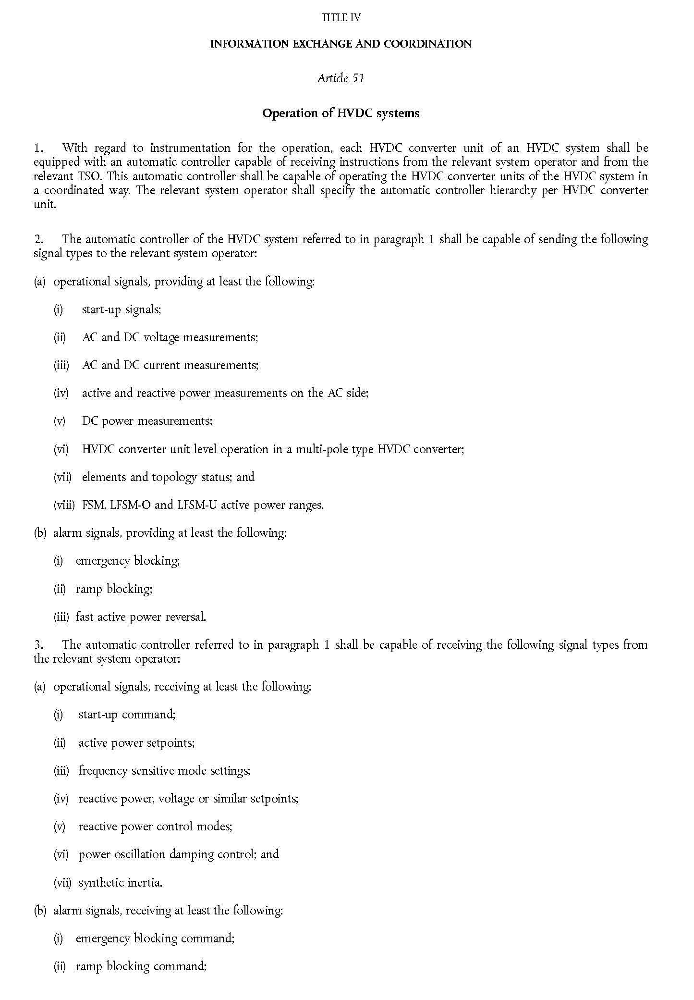 TITLE IV
INFORMATION EXCHANGE AND COORDINATION
Article 51
Operation of HVDC systems
1. With regard to instrumentation for the operation, each HVDC converter unit of an HVDC system shall be
equipped with an automatic controller capable of receiving instructions from the relevant system operator and from the
relevant TSO. This automatic controller shall be capable of operating the HVDC converter units of the HVDC system in
a coordinated way. The relevant system operator shall specify the automatic controller hierarchy per HVDC converter
unit.
2. The automatic controller of the HVDC system referred to in paragraph 1 shall be capable of sending the following
signal types to the relevant system operator:
(a) operational signals, providing at least the following:
(i) start-up signals;
(ii) AC and DC voltage measurements;
(iii) AC and DC current measurements;
(iv) active and reactive power measurements on the AC side;
(v) DC power measurements;
(vi) HVDC converter unit level operation in a multi-pole type HVDC converter;
(vii) elements and topology status; and
(viii) FSM, LFSM-O and LFSM-U active power ranges.
(b) alarm signals, providing at least the following:
(i) emergency blocking;
(ii) ramp blocking;
(iii) fast active power reversal.
3. The automatic controller referred to in paragraph 1 shall be capable of receiving the following signal types from
the relevant system operator:
(a) operational signals, receiving at least the following:
(i) start-up command;
(ii) active power setpoints;
(iii) frequency sensitive mode settings;
(iv) reactive power, voltage or similar setpoints;
(v) reactive power control modes;
(vi) power oscillation damping control; and
(vii) synthetic inertia.
(b) alarm signals, receiving at least the following:
(i) emergency blocking command;
(ii) ramp blocking command;